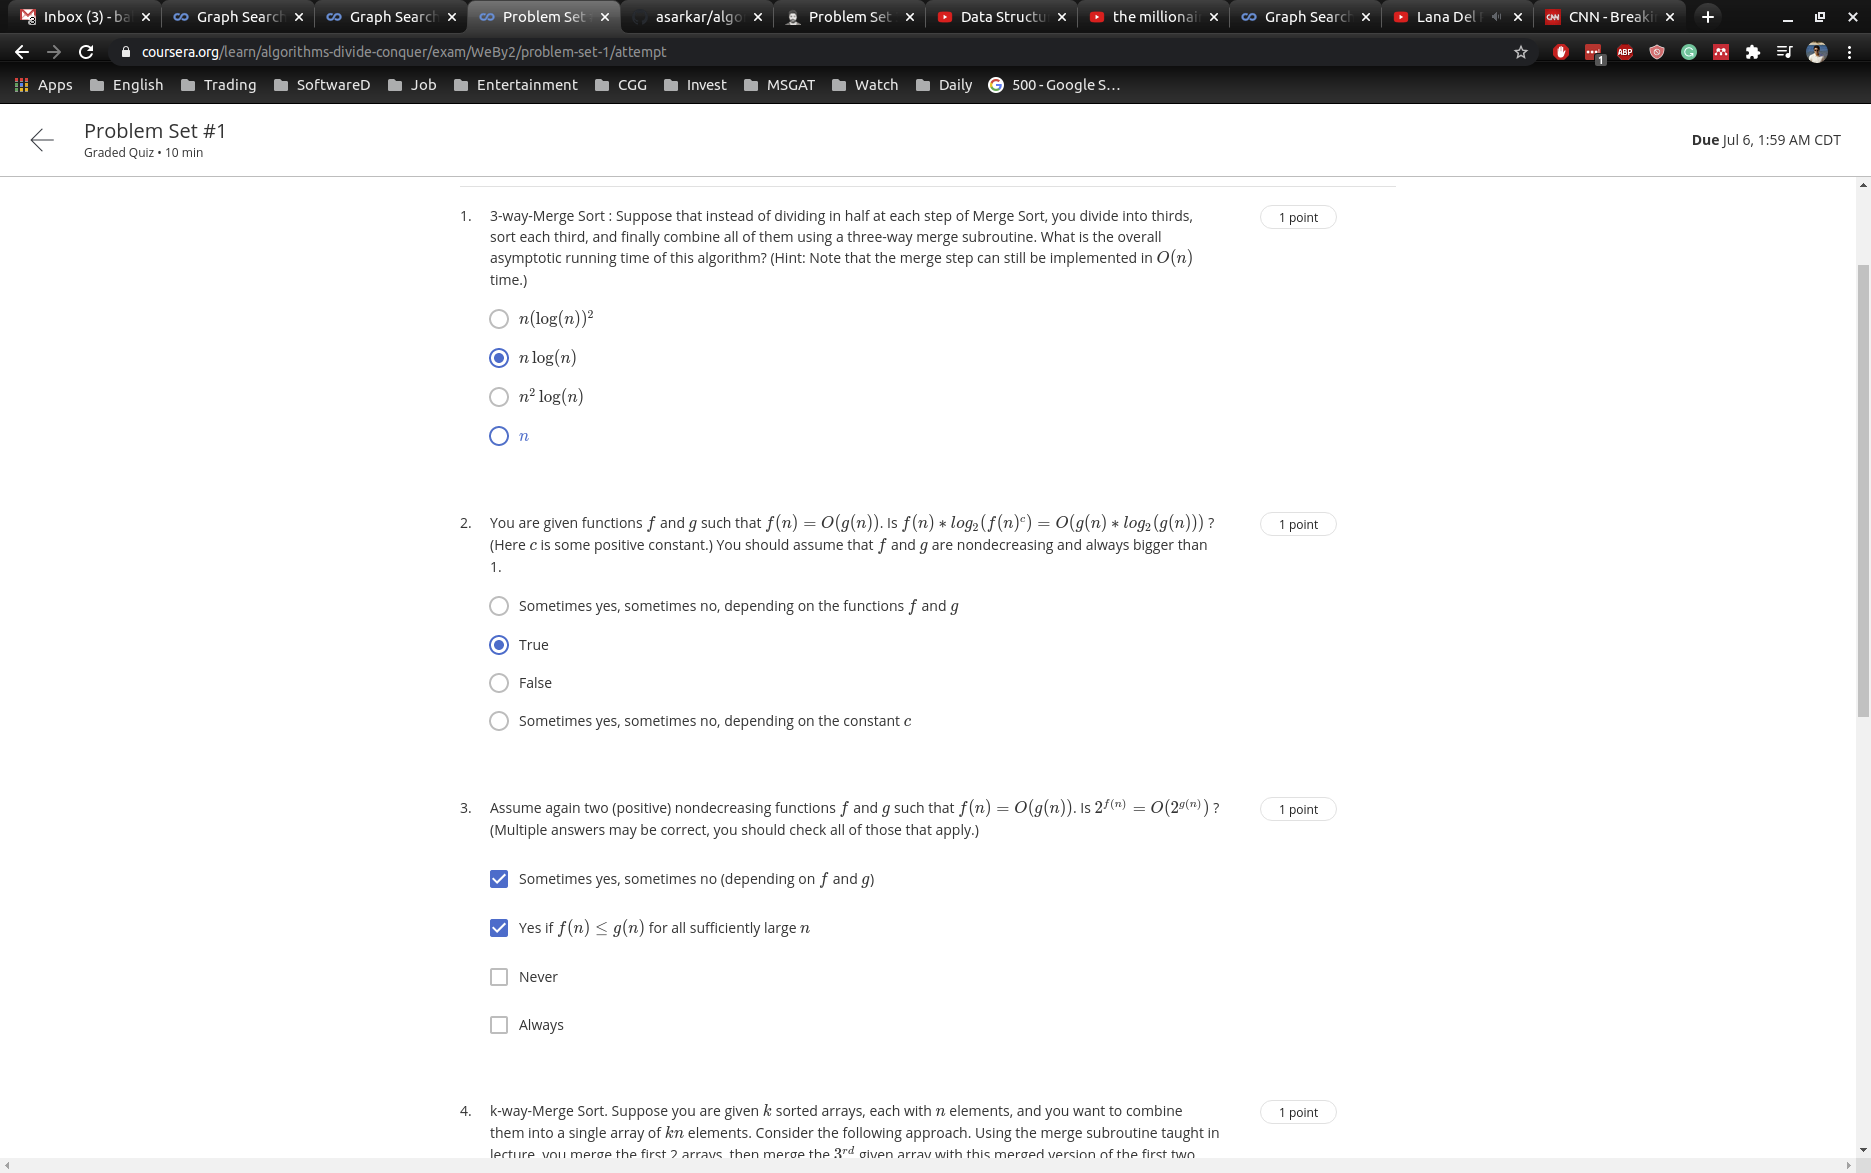 Inbox (3) - ba
Graph Search
Graph Search
Problem Set
asarkar/algo
Problem Set
Data Structu
the millionai
Graph Search
Lana Del
CNN - Breaki
coursera.org/learn/algorithms-divide-conquer/exam/WeBy2/problem-set-1/attempt
1
ABP
Apps English Trading SoftwareD Job Entertainment CGG Invest MSGAT Watch Daily 500 - Google S...
Problem Set #1
Graded Quiz • 10 min
Due Jul 6, 1:59 AM CDT
1. 3-way-Merge Sort : Suppose that instead of dividing in half at each step of Merge Sort, you divide into thirds, 1 point
sort each third, and finally combine all of them using a three-way merge subroutine. What is the overall
asymptotic running time of this algorithm? (Hint: Note that the merge step can still be implemented in O(n)
time.)
n(log(n))²
n log(n)
n² log(n)
n
2. You are given functions f and g such that f(n) = O(g(n)). Is f(n) ∗ log₂(f(n)ᶜ) = O(g(n) ∗ log₂(g(n))) ? 1 point
(Here c is some positive constant.) You should assume that f and g are nondecreasing and always bigger than
1.
Sometimes yes, sometimes no, depending on the functions f and g
True
False
Sometimes yes, sometimes no, depending on the constant c
3. Assume again two (positive) nondecreasing functions f and g such that f(n) = O(g(n)). Is 2^f(n) = O(2^g(n)) ? 1 point
(Multiple answers may be correct, you should check all of those that apply.)
Sometimes yes, sometimes no (depending on f and g)
Yes if f(n) ≤ g(n) for all sufficiently large n
Never
Always
4. k-way-Merge Sort. Suppose you are given k sorted arrays, each with n elements, and you want to combine 1 point
them into a single array of kn elements. Consider the following approach. Using the merge subroutine taught in
lecture, you merge the first 2 arrays, then merge the 3rd given array with this merged version of the first two